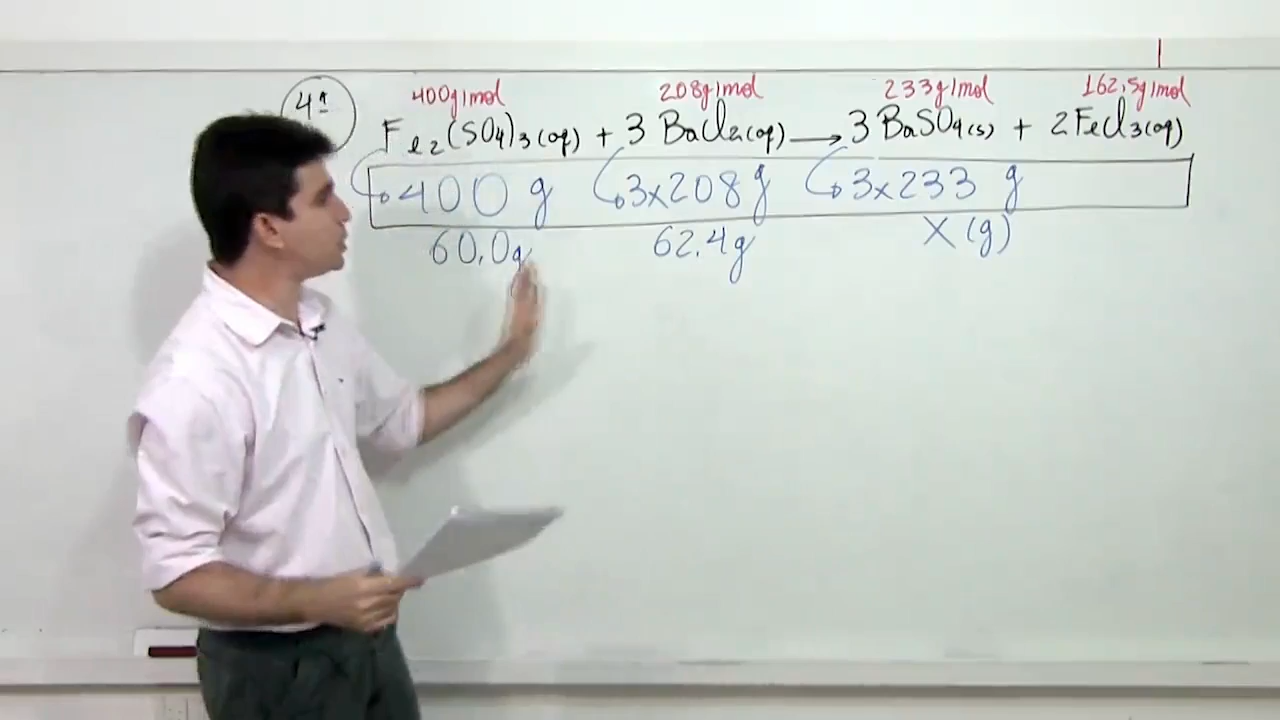 4ª
400g/mol 208g/mol 233g/mol 162,5g/mol
Fe2(SO4)3(aq) + 3 BaCl2(aq) → 3 BaSO4(s) + 2 FeCl3(aq)
400 g 3x208g 3x233 g
60,0g 62,4g X (g)